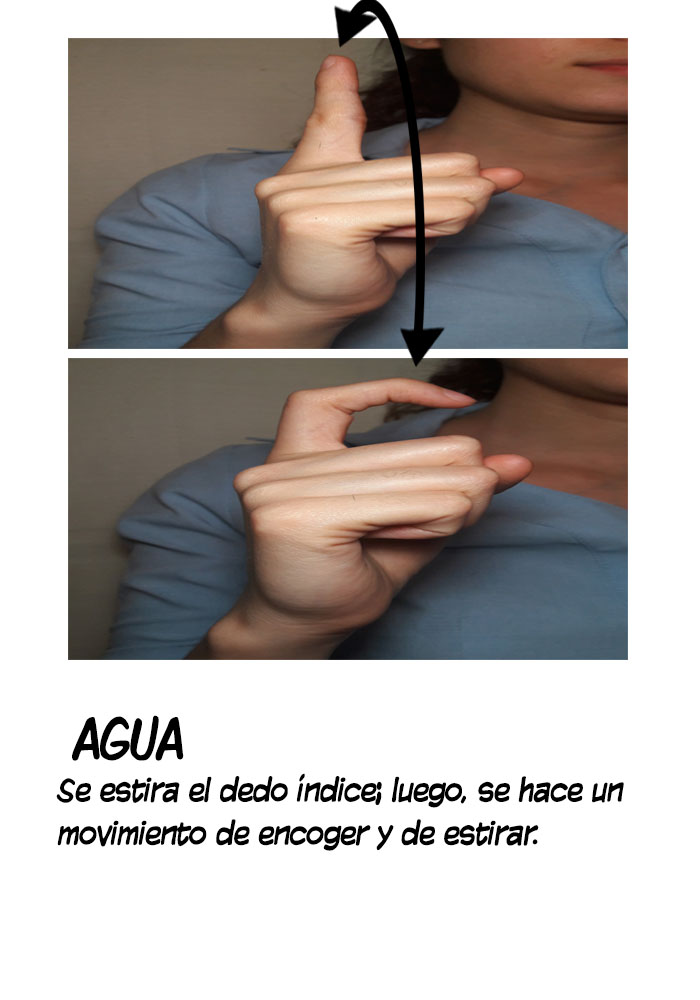 AGUA
Se estira el dedo índice; luego, se hace un
movimiento de encoger y de estirar.